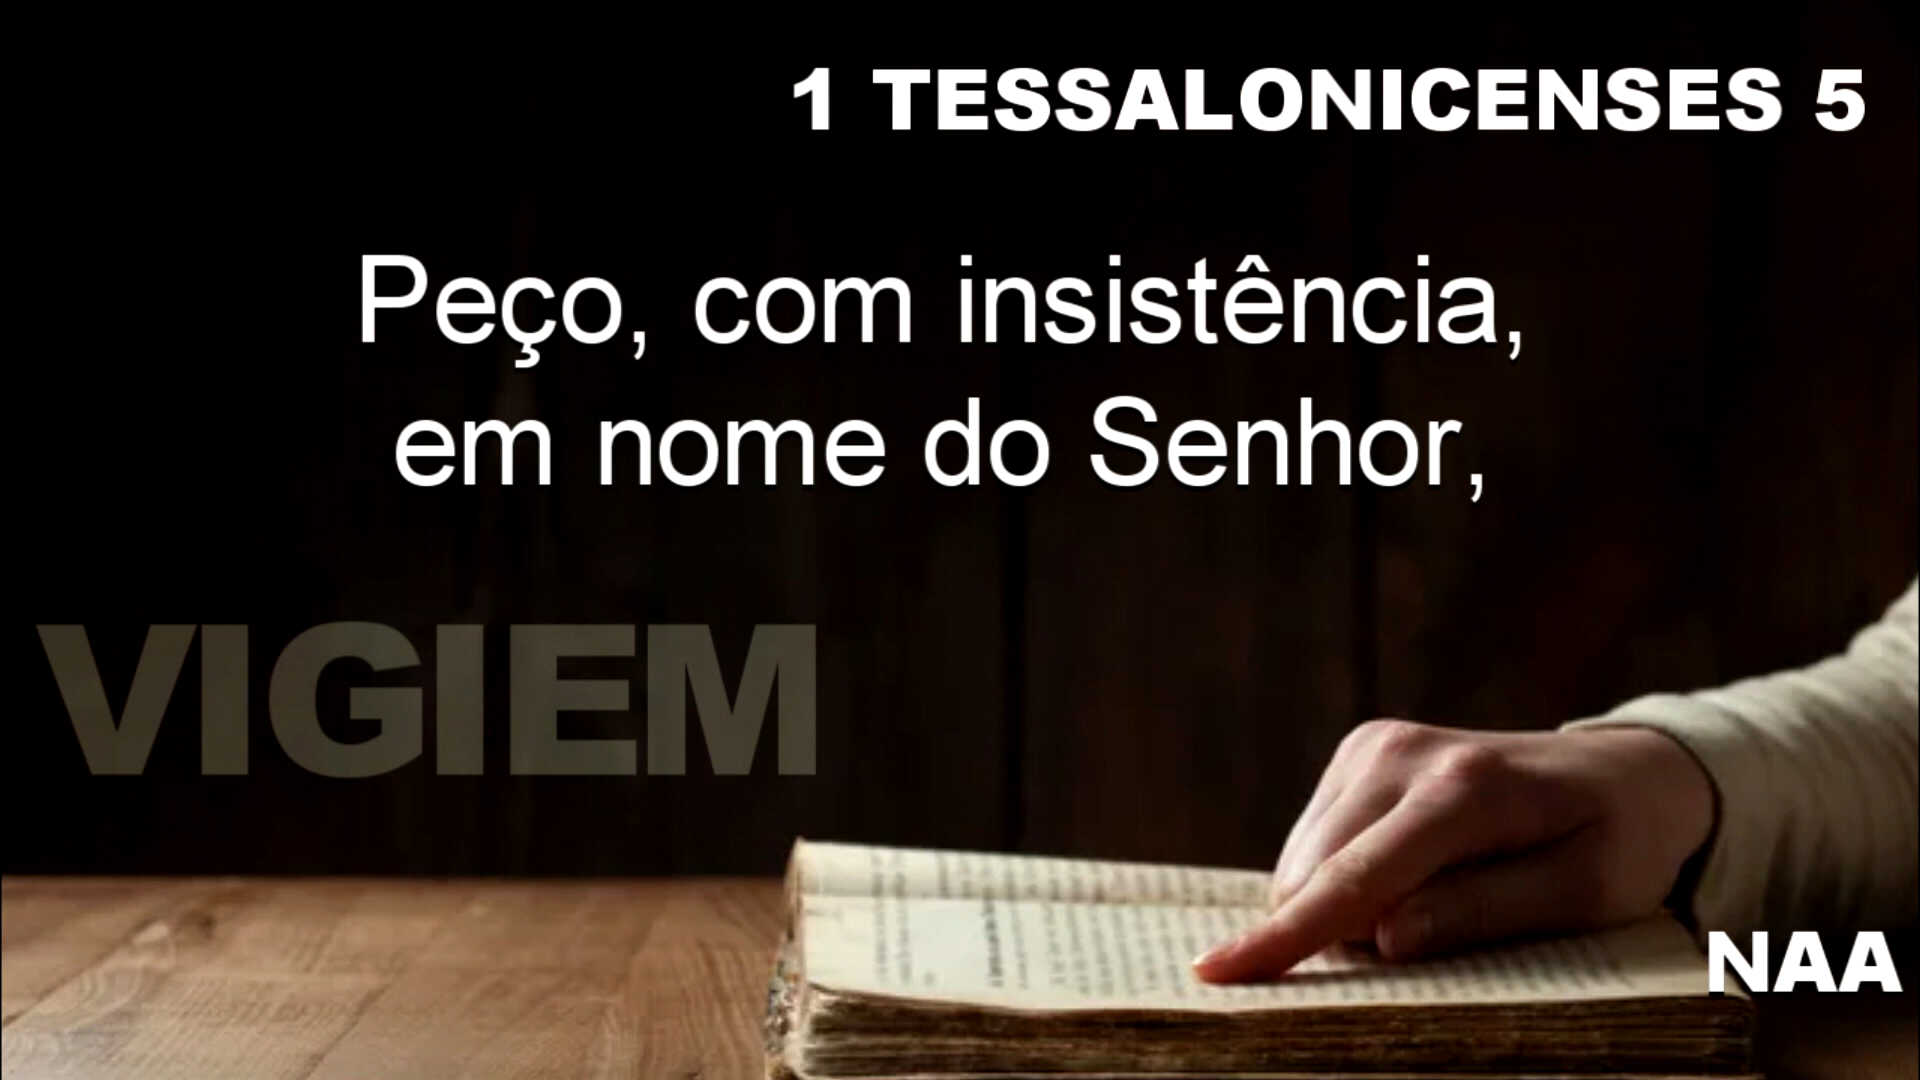 1 TESSALONICENSES 5
Peço, com insistência,
em nome do Senhor,
VIGIEM
NAA